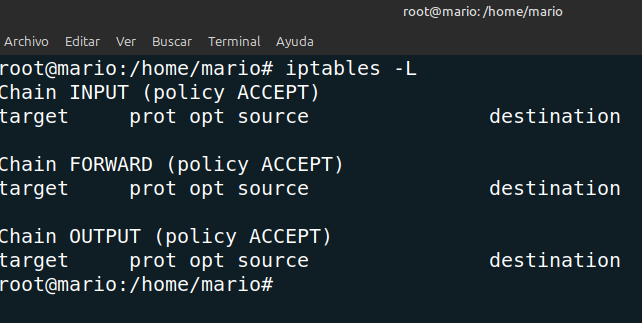 root@mario: /home/mario
Archivo Editar Ver Buscar Terminal Ayuda
root@mario:/home/mario# iptables -L
Chain INPUT (policy ACCEPT)
target     prot opt source               destination
Chain FORWARD (policy ACCEPT)
target     prot opt source               destination
Chain OUTPUT (policy ACCEPT)
target     prot opt source               destination
root@mario:/home/mario#